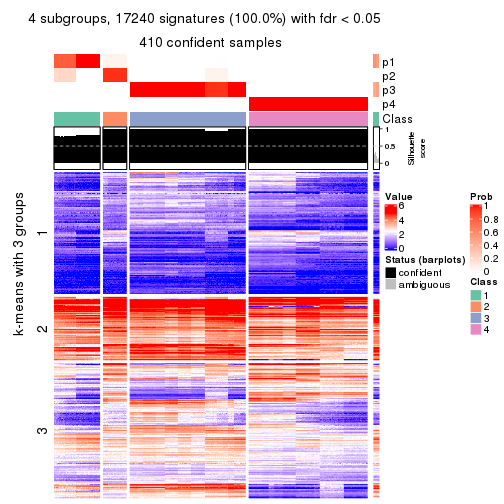 4 subgroups, 17240 signatures (100.0%) with fdr < 0.05
410 confident samples
p1
p2
p3
p4
Class
1
0.5
0
Silhouette
score
k-means with 3 groups
1
2
3
Value
6
4
2
0
Status (barplots)
confident
ambiguous
Prob
1
0.8
0.6
0.4
0.2
0
Class
1
2
3
4